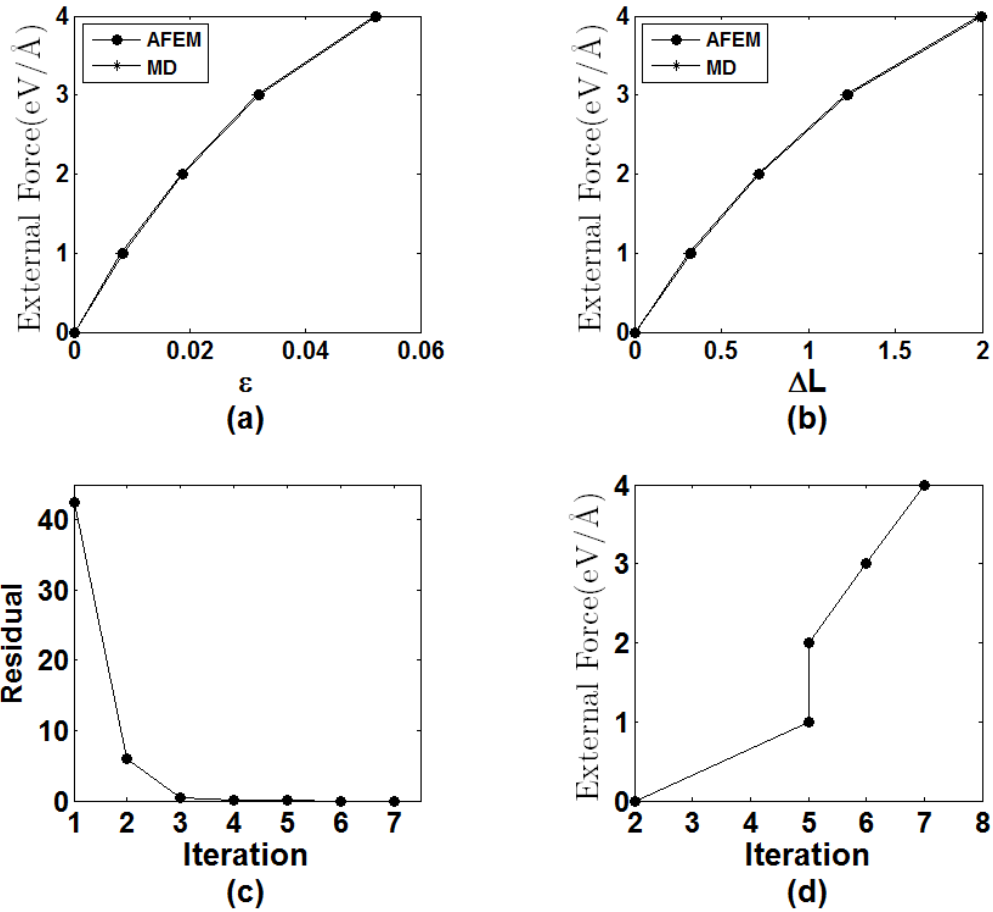 External Force(eV/Å)
4
3
2
1
0
AFEM
MD
0 0.02 0.04 0.06
ε
(a)
External Force(eV/Å)
4
3
2
1
0
AFEM
MD
0 0.5 1 1.5 2
ΔL
(b)
Residual
40
30
20
10
0
1 2 3 4 5 6 7
Iteration
(c)
External Force(eV/Å)
4
3
2
1
0
2 3 4 5 6 7 8
Iteration
(d)